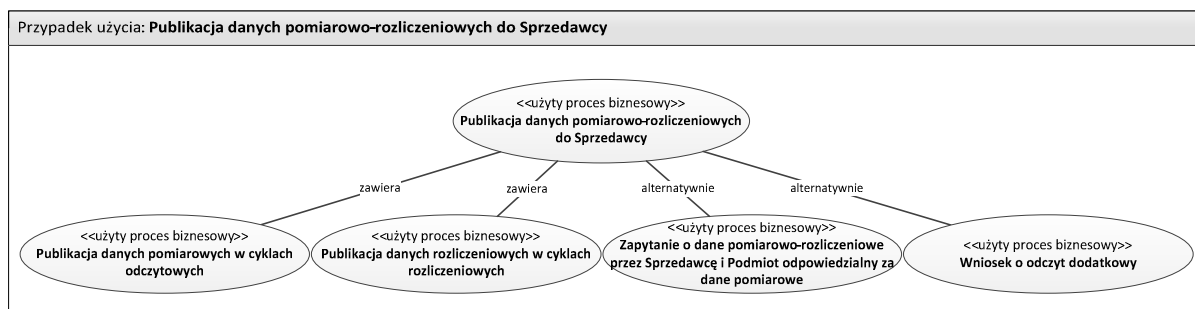 Przypadek użycia: Publikacja danych pomiarowo-rozliczeniowych do Sprzedawcy
<<użyty proces biznesowy>>
Publikacja danych pomiarowo-rozliczeniowych
do Sprzedawcy
zawiera
zawiera
alternatywnie
alternatywnie
<<użyty proces biznesowy>>
Publikacja danych pomiarowych w cyklach
odczytowych
<<użyty proces biznesowy>>
Publikacja danych rozliczeniowych w cyklach
rozliczeniowych
<<użyty proces biznesowy>>
Zapytanie o dane pomiarowo-rozliczeniowe
przez Sprzedawcę i Podmiot odpowiedzialny za
dane pomiarowe
<<użyty proces biznesowy>>
Wniosek o odczyt dodatkowy